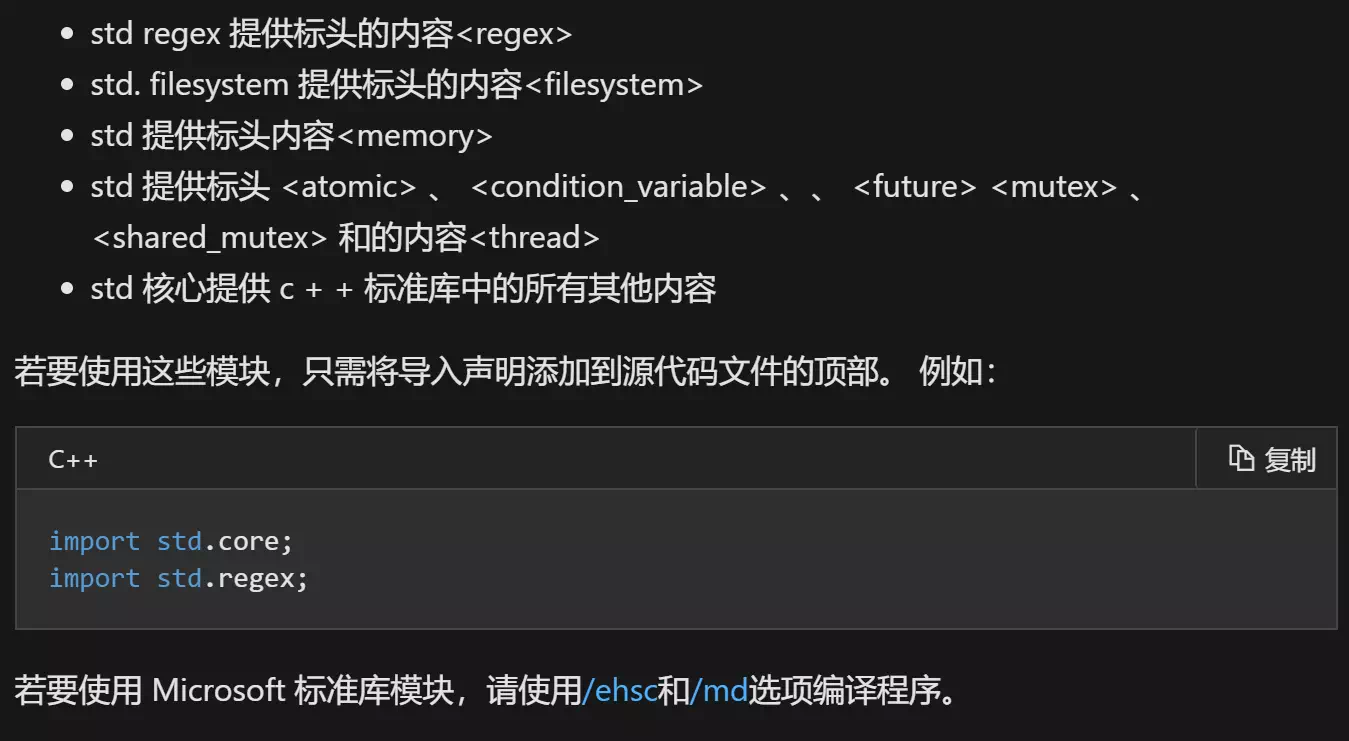 std regex 提供标头的内容<regex>
std. filesystem 提供标头的内容<filesystem>
std 提供标头内容<memory>
std 提供标头 <atomic> 、 <condition_variable> 、、 <future> <mutex> 、
<shared_mutex> 和的内容<thread>
std 核心提供 c + + 标准库中的所有其他内容
若要使用这些模块，只需将导入声明添加到源代码文件的顶部。 例如：
C++
复制
import std.core;
import std.regex;
若要使用 Microsoft 标准库模块，请使用/ehsc和/md选项编译程序。